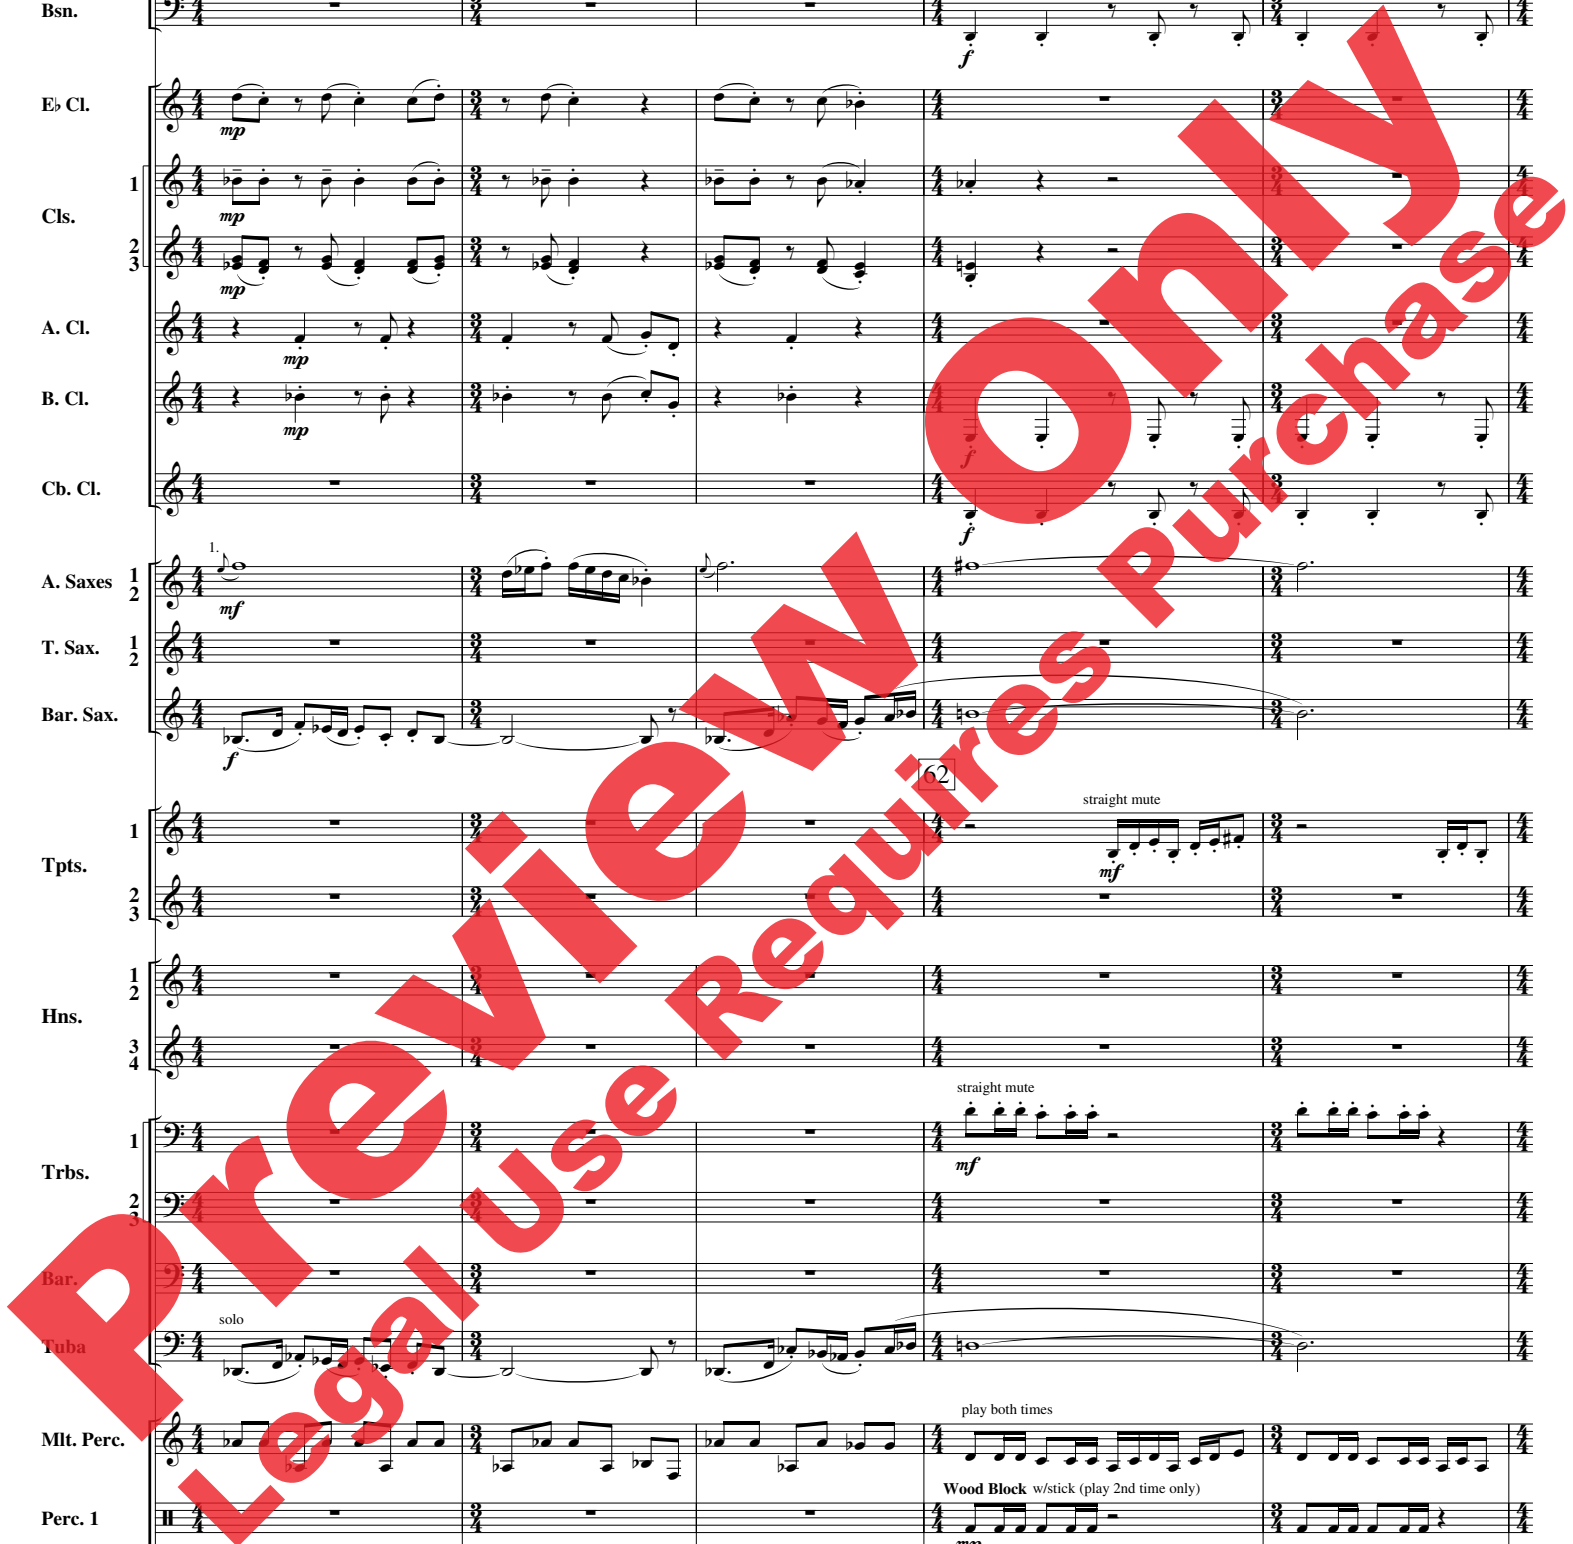 Bsn.
f
E♭ Cl.
mp
Cls.
1
mp
2
3
mp
A. Cl.
mp
B. Cl.
mp
f
Cb. Cl.
f
A. Saxes
1
2
1.
mf
T. Sax.
1
2
Bar. Sax.
f
62
straight mute
Tpts.
1
mf
2
3
Hns.
1
2
3
4
straight mute
Trbs.
1
mf
2
3
Bar.
solo
Tuba
play both times
Mlt. Perc.
Wood Block w/stick (play 2nd time only)
Perc. 1
mp
Preview Only
Legal Use Requires Purchase